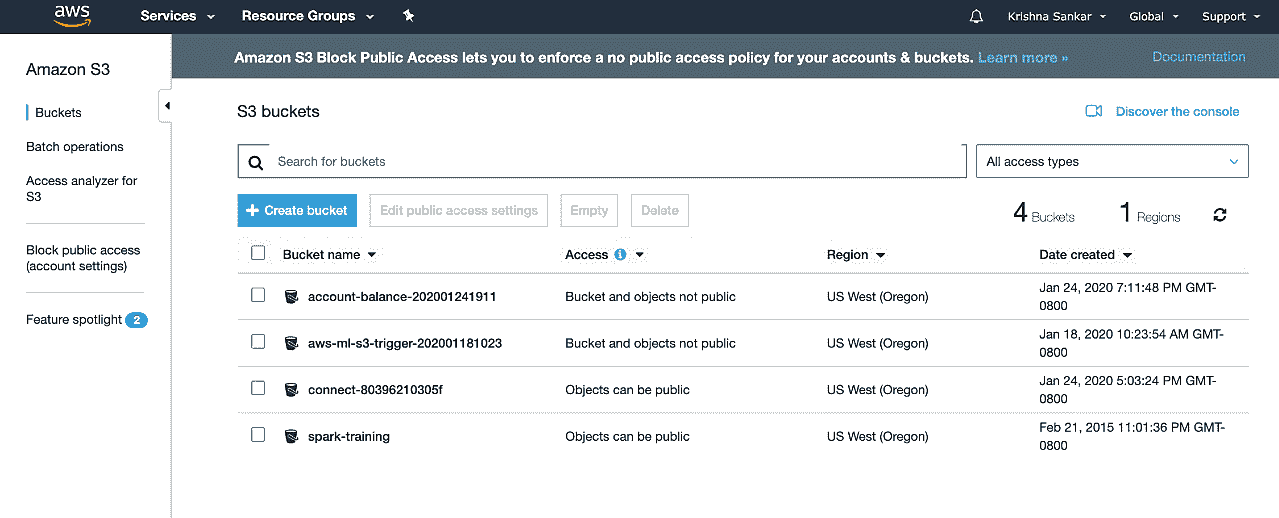 aws Services Resource Groups Krishna Sankar Global Support
Amazon S3 Block Public Access lets you to enforce a no public access policy for your accounts & buckets. Learn more » Documentation
Amazon S3
Buckets
Batch operations
Access analyzer for
S3
Block public access
(account settings)
Feature spotlight 2
S3 buckets Discover the console
Search for buckets All access types
+ Create bucket Edit public access settings Empty Delete 4 Buckets 1 Regions
Bucket name Access Region Date created
account-balance-202001241911 Bucket and objects not public US West (Oregon) Jan 24, 2020 7:11:48 PM GMT-
0800
aws-ml-s3-trigger-202001181023 Bucket and objects not public US West (Oregon) Jan 18, 2020 10:23:54 AM GMT-
0800
connect-80396210305f Objects can be public US West (Oregon) Jan 24, 2020 5:03:24 PM GMT-
0800
spark-training Objects can be public US West (Oregon) Feb 21, 2015 11:01:36 PM GMT-
0800